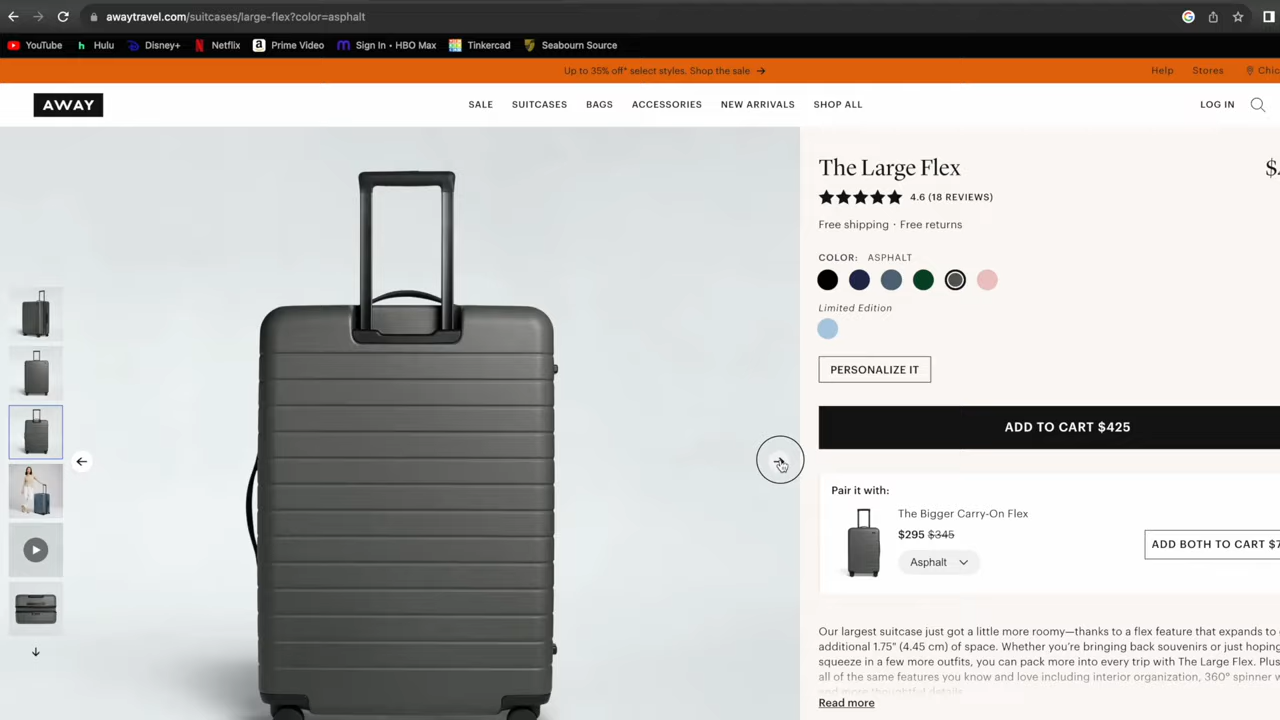 awaytravel.com/suitcases/large-flex?color=asphalt
YouTube Hulu Disney+ Netflix Prime Video Sign In • HBO Max Tinkercad Seabourn Source
Up to 35% off* select styles. Shop the sale
Help Stores
AWAY
SALE SUITCASES BAGS ACCESSORIES NEW ARRIVALS SHOP ALL
LOG IN
The Large Flex
4.6 (18 REVIEWS)
Free shipping · Free returns
COLOR: ASPHALT
Limited Edition
PERSONALIZE IT
ADD TO CART $425
Pair it with:
The Bigger Carry-On Flex
$295 $345
Asphalt
ADD BOTH TO CART
Our largest suitcase just got a little more roomy—thanks to a flex feature that expands to
additional 1.75" (4.45 cm) of space. Whether you're bringing back souvenirs or just hoping
squeeze in a few more outfits, you can pack more into every trip with The Large Flex. Plus
all of the same features you know and love including interior organization, 360° spinner
and more thoughtful details.
Read more